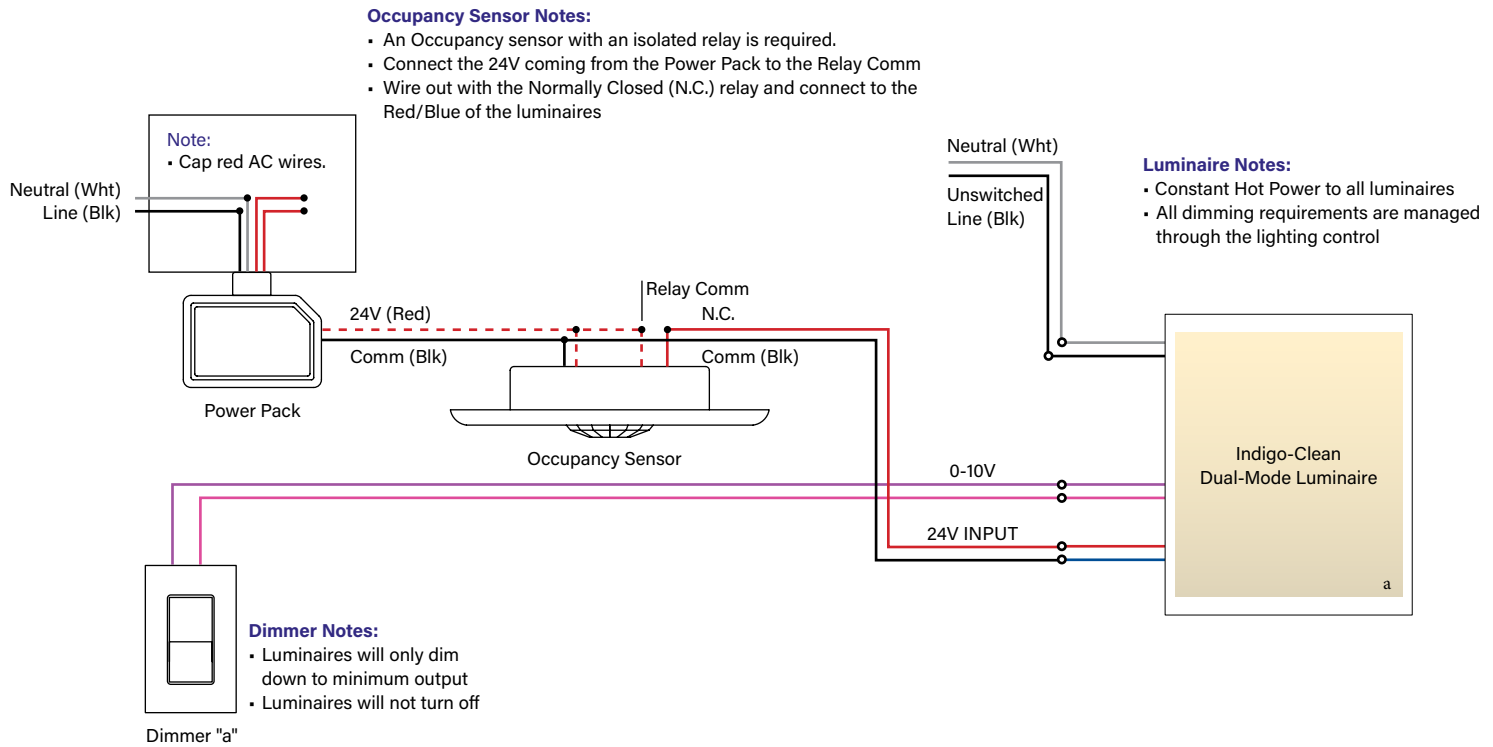 Occupancy Sensor Notes:
▪ An Occupancy sensor with an isolated relay is required.
▪ Connect the 24V coming from the Power Pack to the Relay Comm
▪ Wire out with the Normally Closed (N.C.) relay and connect to the
Red/Blue of the luminaires
Note:
▪ Cap red AC wires.
Neutral (Wht)
Line (Blk)
Neutral (Wht)
Unswitched
Line (Blk)
Luminaire Notes:
▪ Constant Hot Power to all luminaires
▪ All dimming requirements are managed
through the lighting control
Relay Comm
24V (Red)
N.C.
Comm (Blk)
Comm (Blk)
Power Pack
Occupancy Sensor
0-10V
Indigo-Clean
Dual-Mode Luminaire
24V INPUT
a
Dimmer Notes:
▪ Luminaires will only dim
down to minimum output
▪ Luminaires will not turn off
Dimmer "a"